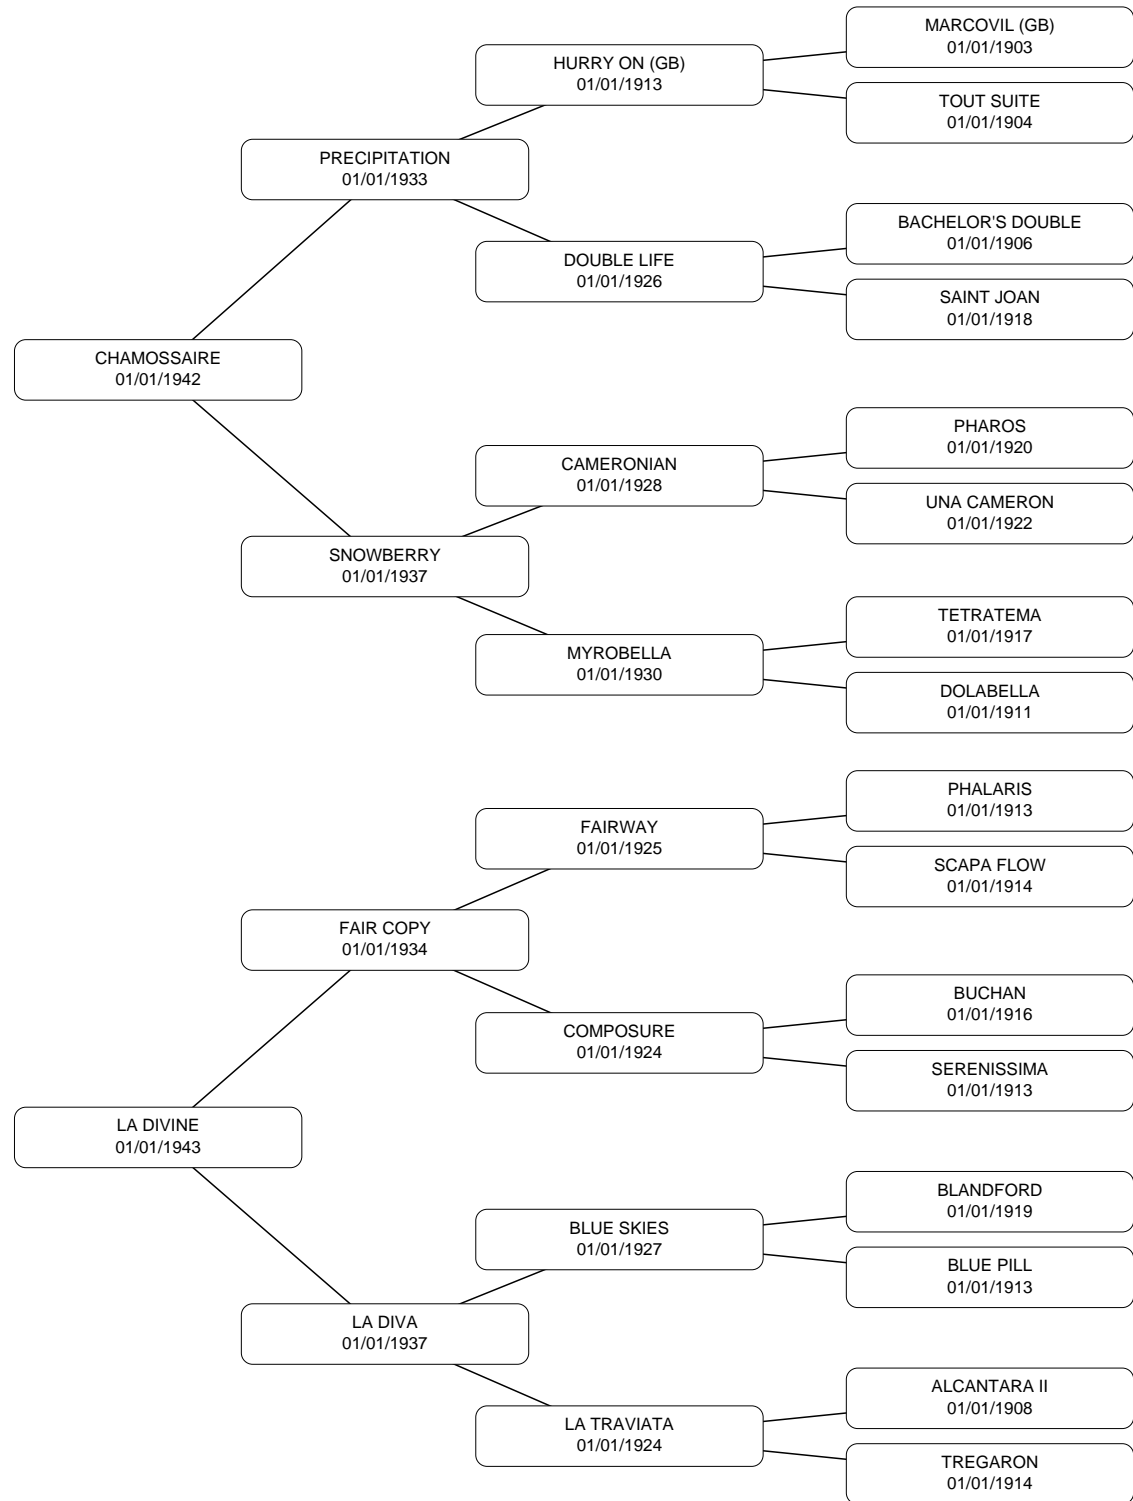 MARCOVIL (GB)
01/01/1903
HURRY ON (GB)
01/01/1913
TOUT SUITE
01/01/1904
PRECIPITATION
01/01/1933
BACHELOR'S DOUBLE
01/01/1906
DOUBLE LIFE
01/01/1926
SAINT JOAN
01/01/1918
CHAMOSSAIRE
01/01/1942
PHAROS
01/01/1920
CAMERONIAN
01/01/1928
UNA CAMERON
01/01/1922
SNOWBERRY
01/01/1937
TETRATEMA
01/01/1917
MYROBELLA
01/01/1930
DOLABELLA
01/01/1911
PHALARIS
01/01/1913
FAIRWAY
01/01/1925
SCAPA FLOW
01/01/1914
FAIR COPY
01/01/1934
BUCHAN
01/01/1916
COMPOSURE
01/01/1924
SERENISSIMA
01/01/1913
LA DIVINE
01/01/1943
BLANDFORD
01/01/1919
BLUE SKIES
01/01/1927
BLUE PILL
01/01/1913
LA DIVA
01/01/1937
ALCANTARA II
01/01/1908
LA TRAVIATA
01/01/1924
TREGARON
01/01/1914